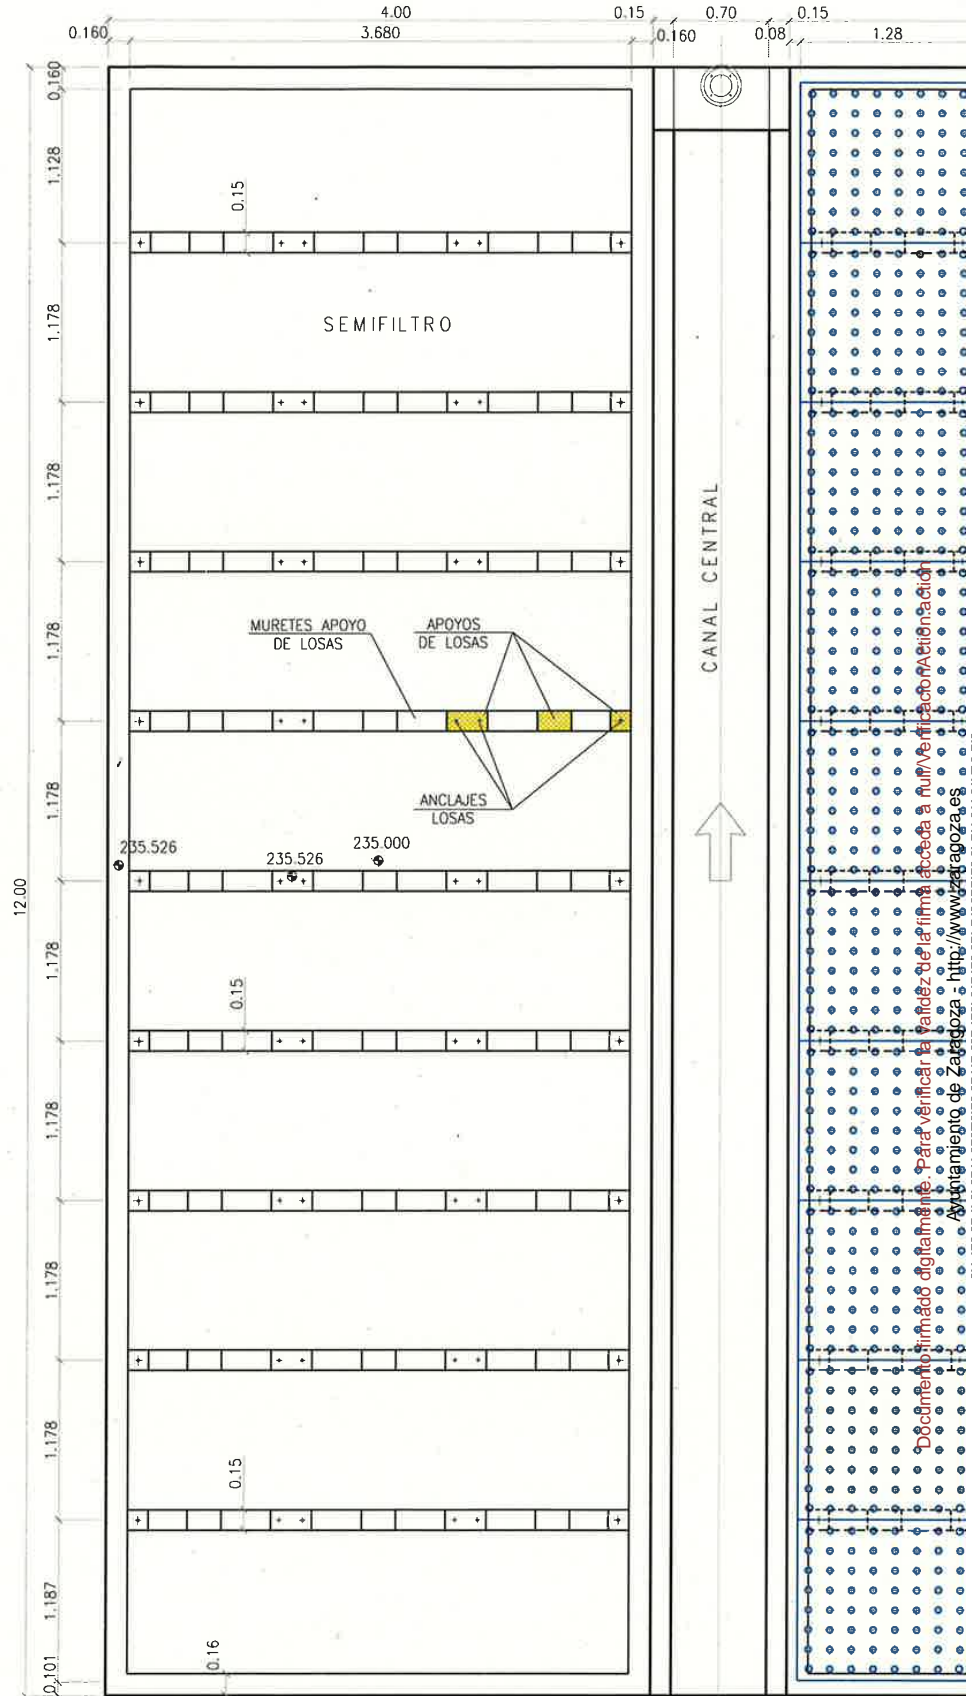 4.00
0.15
0.70
0.15
0.160
3.680
0.160
0.08
1.28
0.160
1.128
0.15
1.178
SEMIFILTRO
1.178
CANAL CENTRAL
1.178
MURETES APOYO
DE LOSAS
APOYOS
DE LOSAS
1.178
ANCLAJES
LOSAS
235.526
235.526
235.000
12.00
1.178
0.15
1.178
1.178
1.178
0.15
1.187
0.16
0.101
Documento firmado digitalmente. Para verificar la validez de la firma acceda a null/VerificacionAction.action
Ayuntamiento de Zaragoza - http://www.zaragoza.es